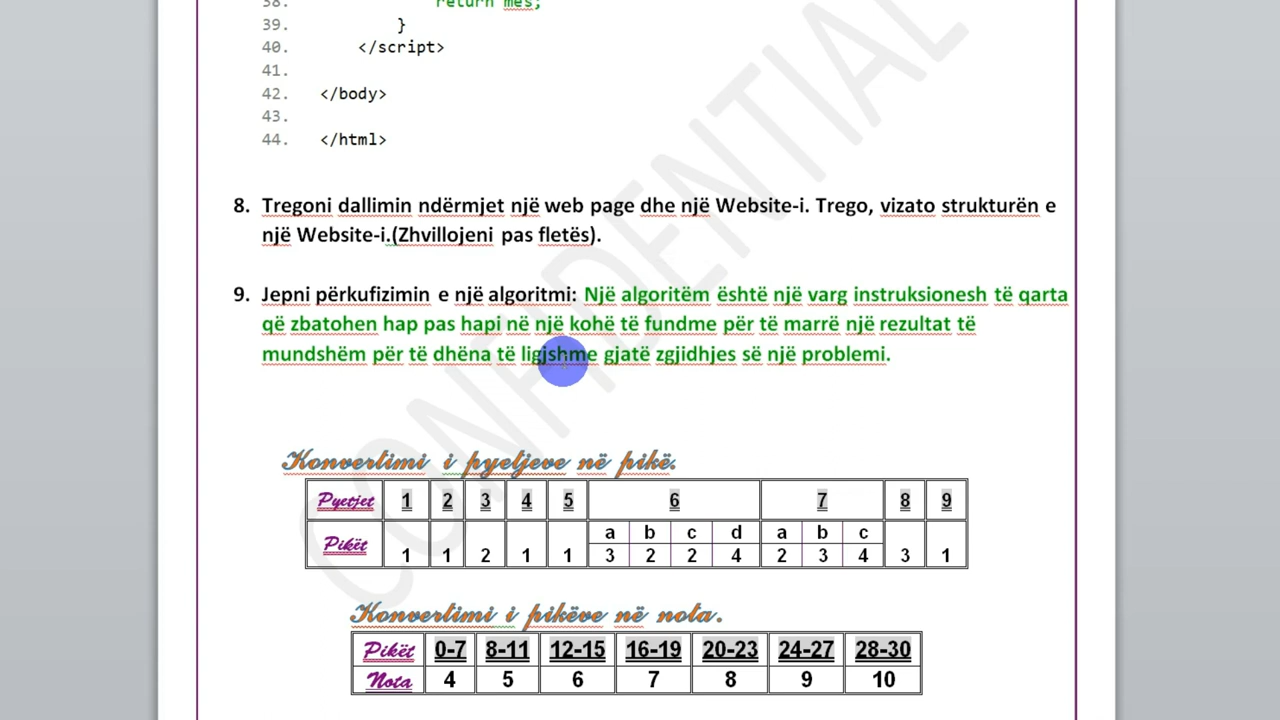 38. return mes;
39. }
40. </script>
41.
42. </body>
43.
44. </html>
8. Tregoni dallimin ndërmjet një web page dhe një Website-i. Trego, vizato strukturën e
një Website-i.(Zhvillojeni pas fletës).
9. Jepni përkufizimin e një algoritmi: Një algoritëm është një varg instruksionesh të qarta
që zbatohen hap pas hapi në një kohë të fundme për të marrë një rezultat të
mundshëm për të dhëna të ligjshme gjatë zgjidhjes së një problemi.
CONFIDENTIAL
Konvertimi i pyetjeve në pikë.
Pyetjet 1 2 3 4 5 6 7 8 9
a b c d a b c
Pikët 1 1 2 1 1 3 2 2 4 2 3 4 3 1
Konvertimi i pikëve në nota.
Pikët 0-7 8-11 12-15 16-19 20-23 24-27 28-30
Nota 4 5 6 7 8 9 10